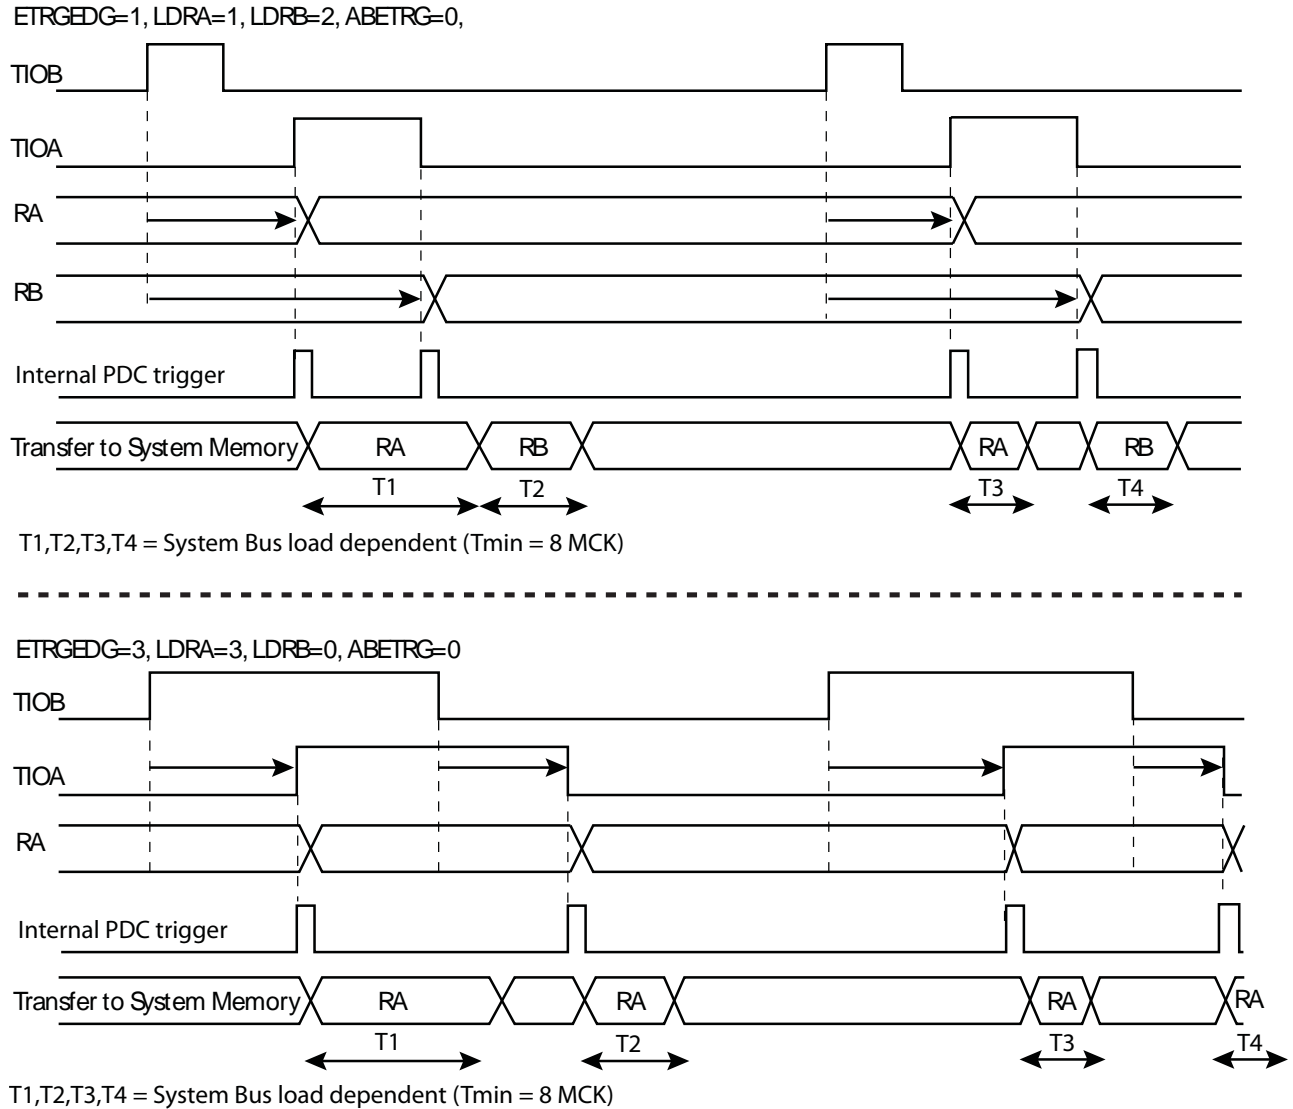 ETRGEDG=1, LDRA=1, LDRB=2, ABETRG=0,
TIOB
TIOA
RA
RB
Internal PDC trigger
Transfer to System Memory RA RB RA RB
T1 T2 T3 T4
T1,T2,T3,T4 = System Bus load dependent (Tmin = 8 MCK)
ETRGEDG=3, LDRA=3, LDRB=0, ABETRG=0
TIOB
TIOA
RA
Internal PDC trigger
Transfer to System Memory RA RA RA RA
T1 T2 T3 T4
T1,T2,T3,T4 = System Bus load dependent (Tmin = 8 MCK)